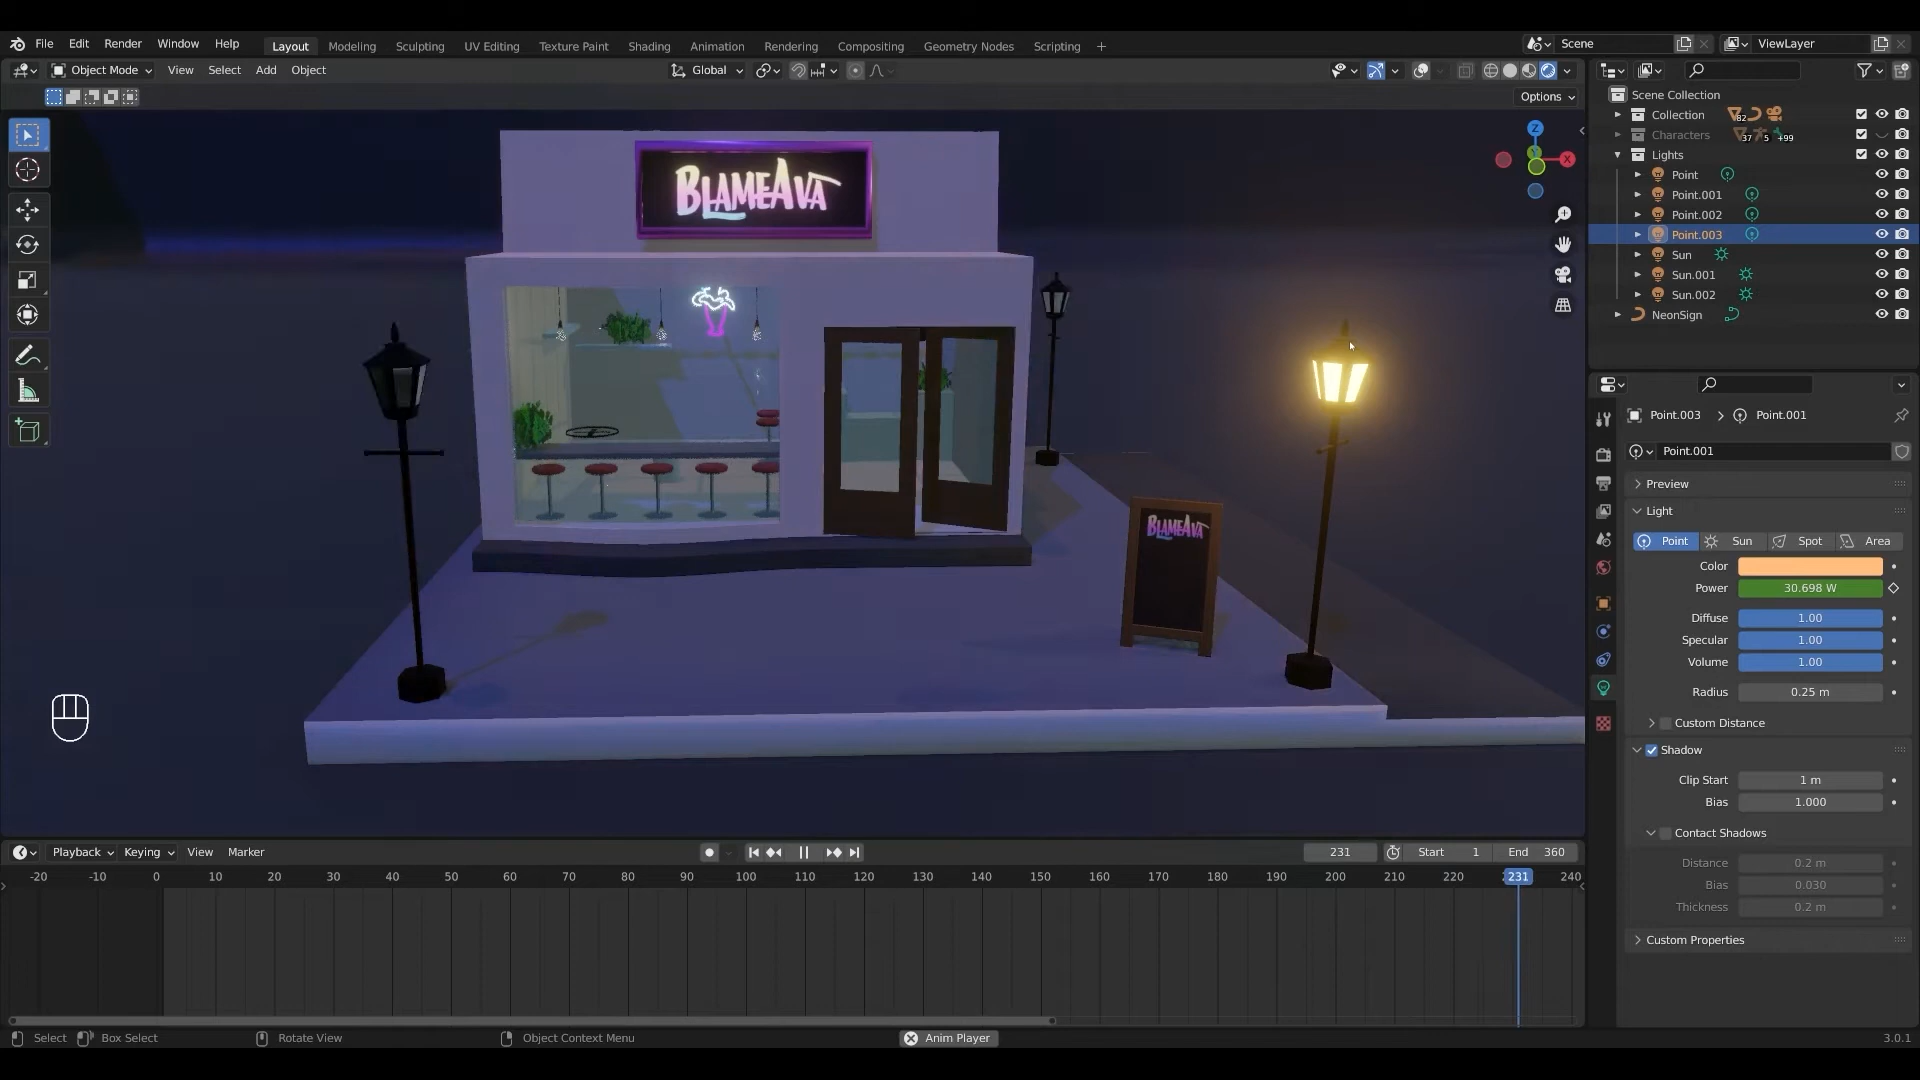 File Edit Render Window Help Layout Modeling Sculpting UV Editing Texture Paint Shading Animation Rendering Compositing Geometry Nodes Scripting + Scene ViewLayer
Object Mode View Select Add Object Global
Options
Scene Collection
Collection 82
Characters 37 5 +99
Lights
Point
Point.001
Point.002
Point.003
Sun
Sun.001
Sun.002
NeonSign
Z
X
BLAMEAVA
BLAMEAVA
Point.003 > Point.001
Point.001
Preview
Light
Point Sun Spot Area
Color
Power 30.698 W
Diffuse 1.00
Specular 1.00
Volume 1.00
Radius 0.25 m
Custom Distance
Shadow
Clip Start 1 m
Bias 1.000
Contact Shadows
Distance 0.2 m
Bias 0.030
Thickness 0.2 m
Custom Properties
Playback Keying View Marker 231 Start 1 End 360
-20 -10 0 10 20 30 40 50 60 70 80 90 100 110 120 130 140 150 160 170 180 190 200 210 220 231 240
Select Box Select Rotate View Object Context Menu Anim Player 3.0.1